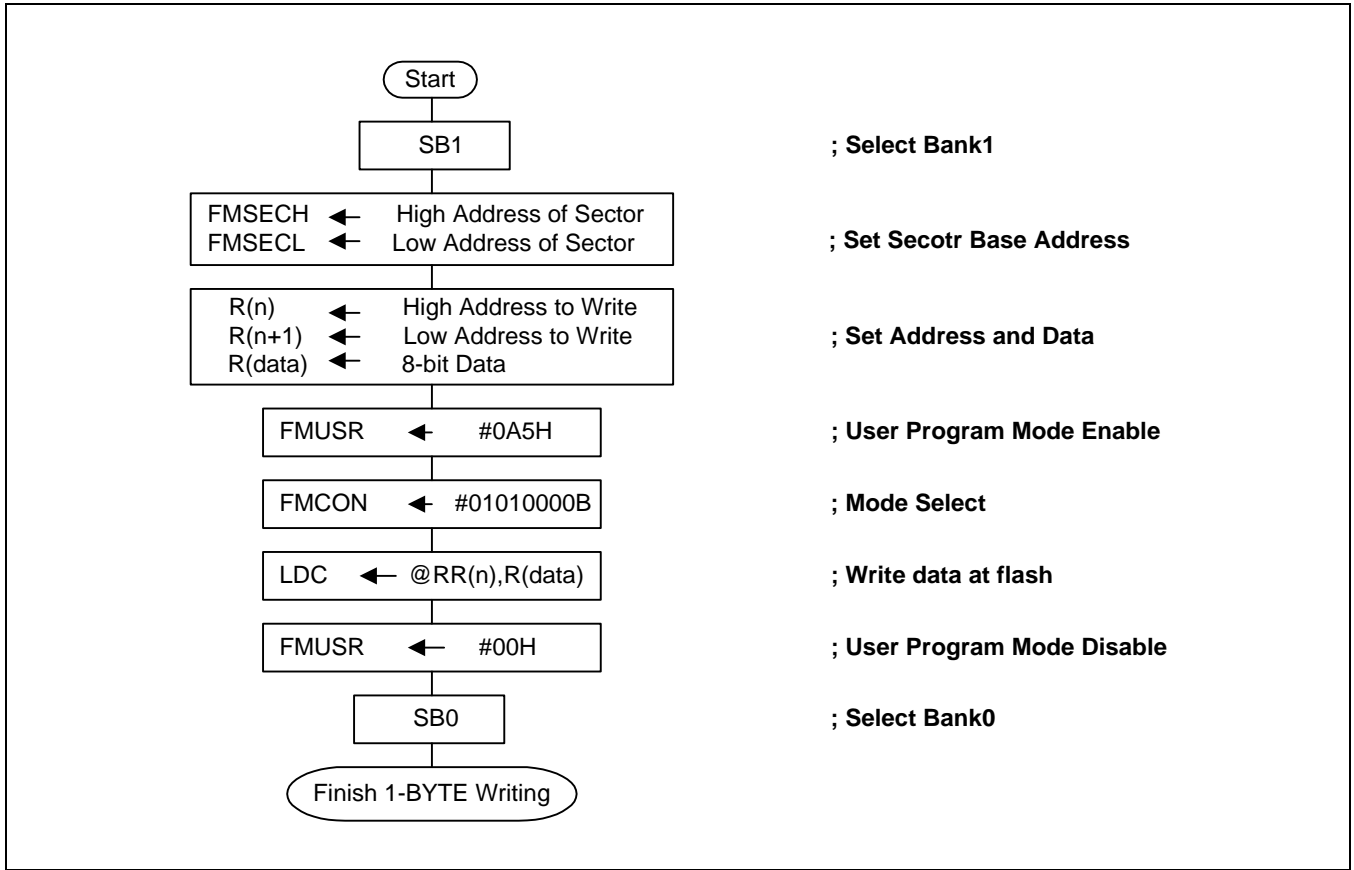 Start
SB1 ; Select Bank1
FMSECH High Address of Sector
FMSECL Low Address of Sector
; Set Secotr Base Address
R(n) High Address to Write
R(n+1) Low Address to Write ; Set Address and Data
R(data) 8-bit Data
FMUSR #0A5H ; User Program Mode Enable
FMCON #01010000B ; Mode Select
LDC @RR(n),R(data) ; Write data at flash
FMUSR #00H ; User Program Mode Disable
SB0 ; Select Bank0
Finish 1-BYTE Writing